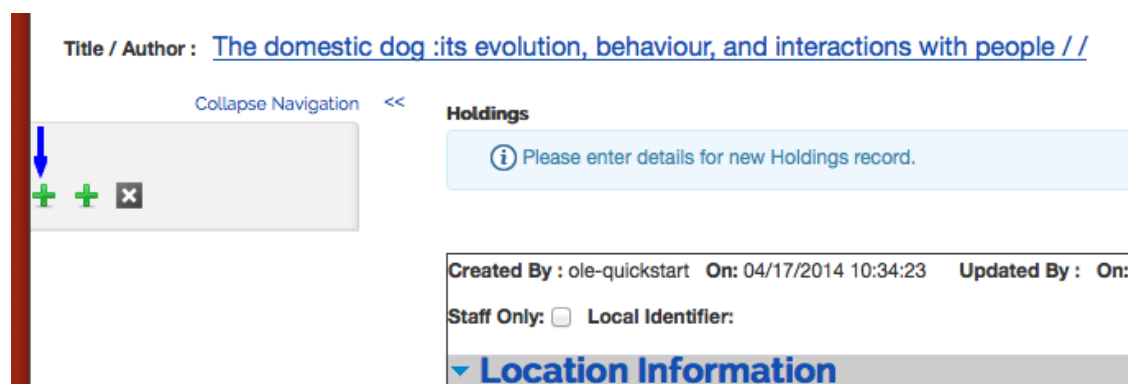 Title / Author : The domestic dog :its evolution, behaviour, and interactions with people / /
Collapse Navigation <<
Holdings
Please enter details for new Holdings record.
Created By : ole-quickstart On: 04/17/2014 10:34:23 Updated By : On:
Staff Only: Local Identifier:
Location Information